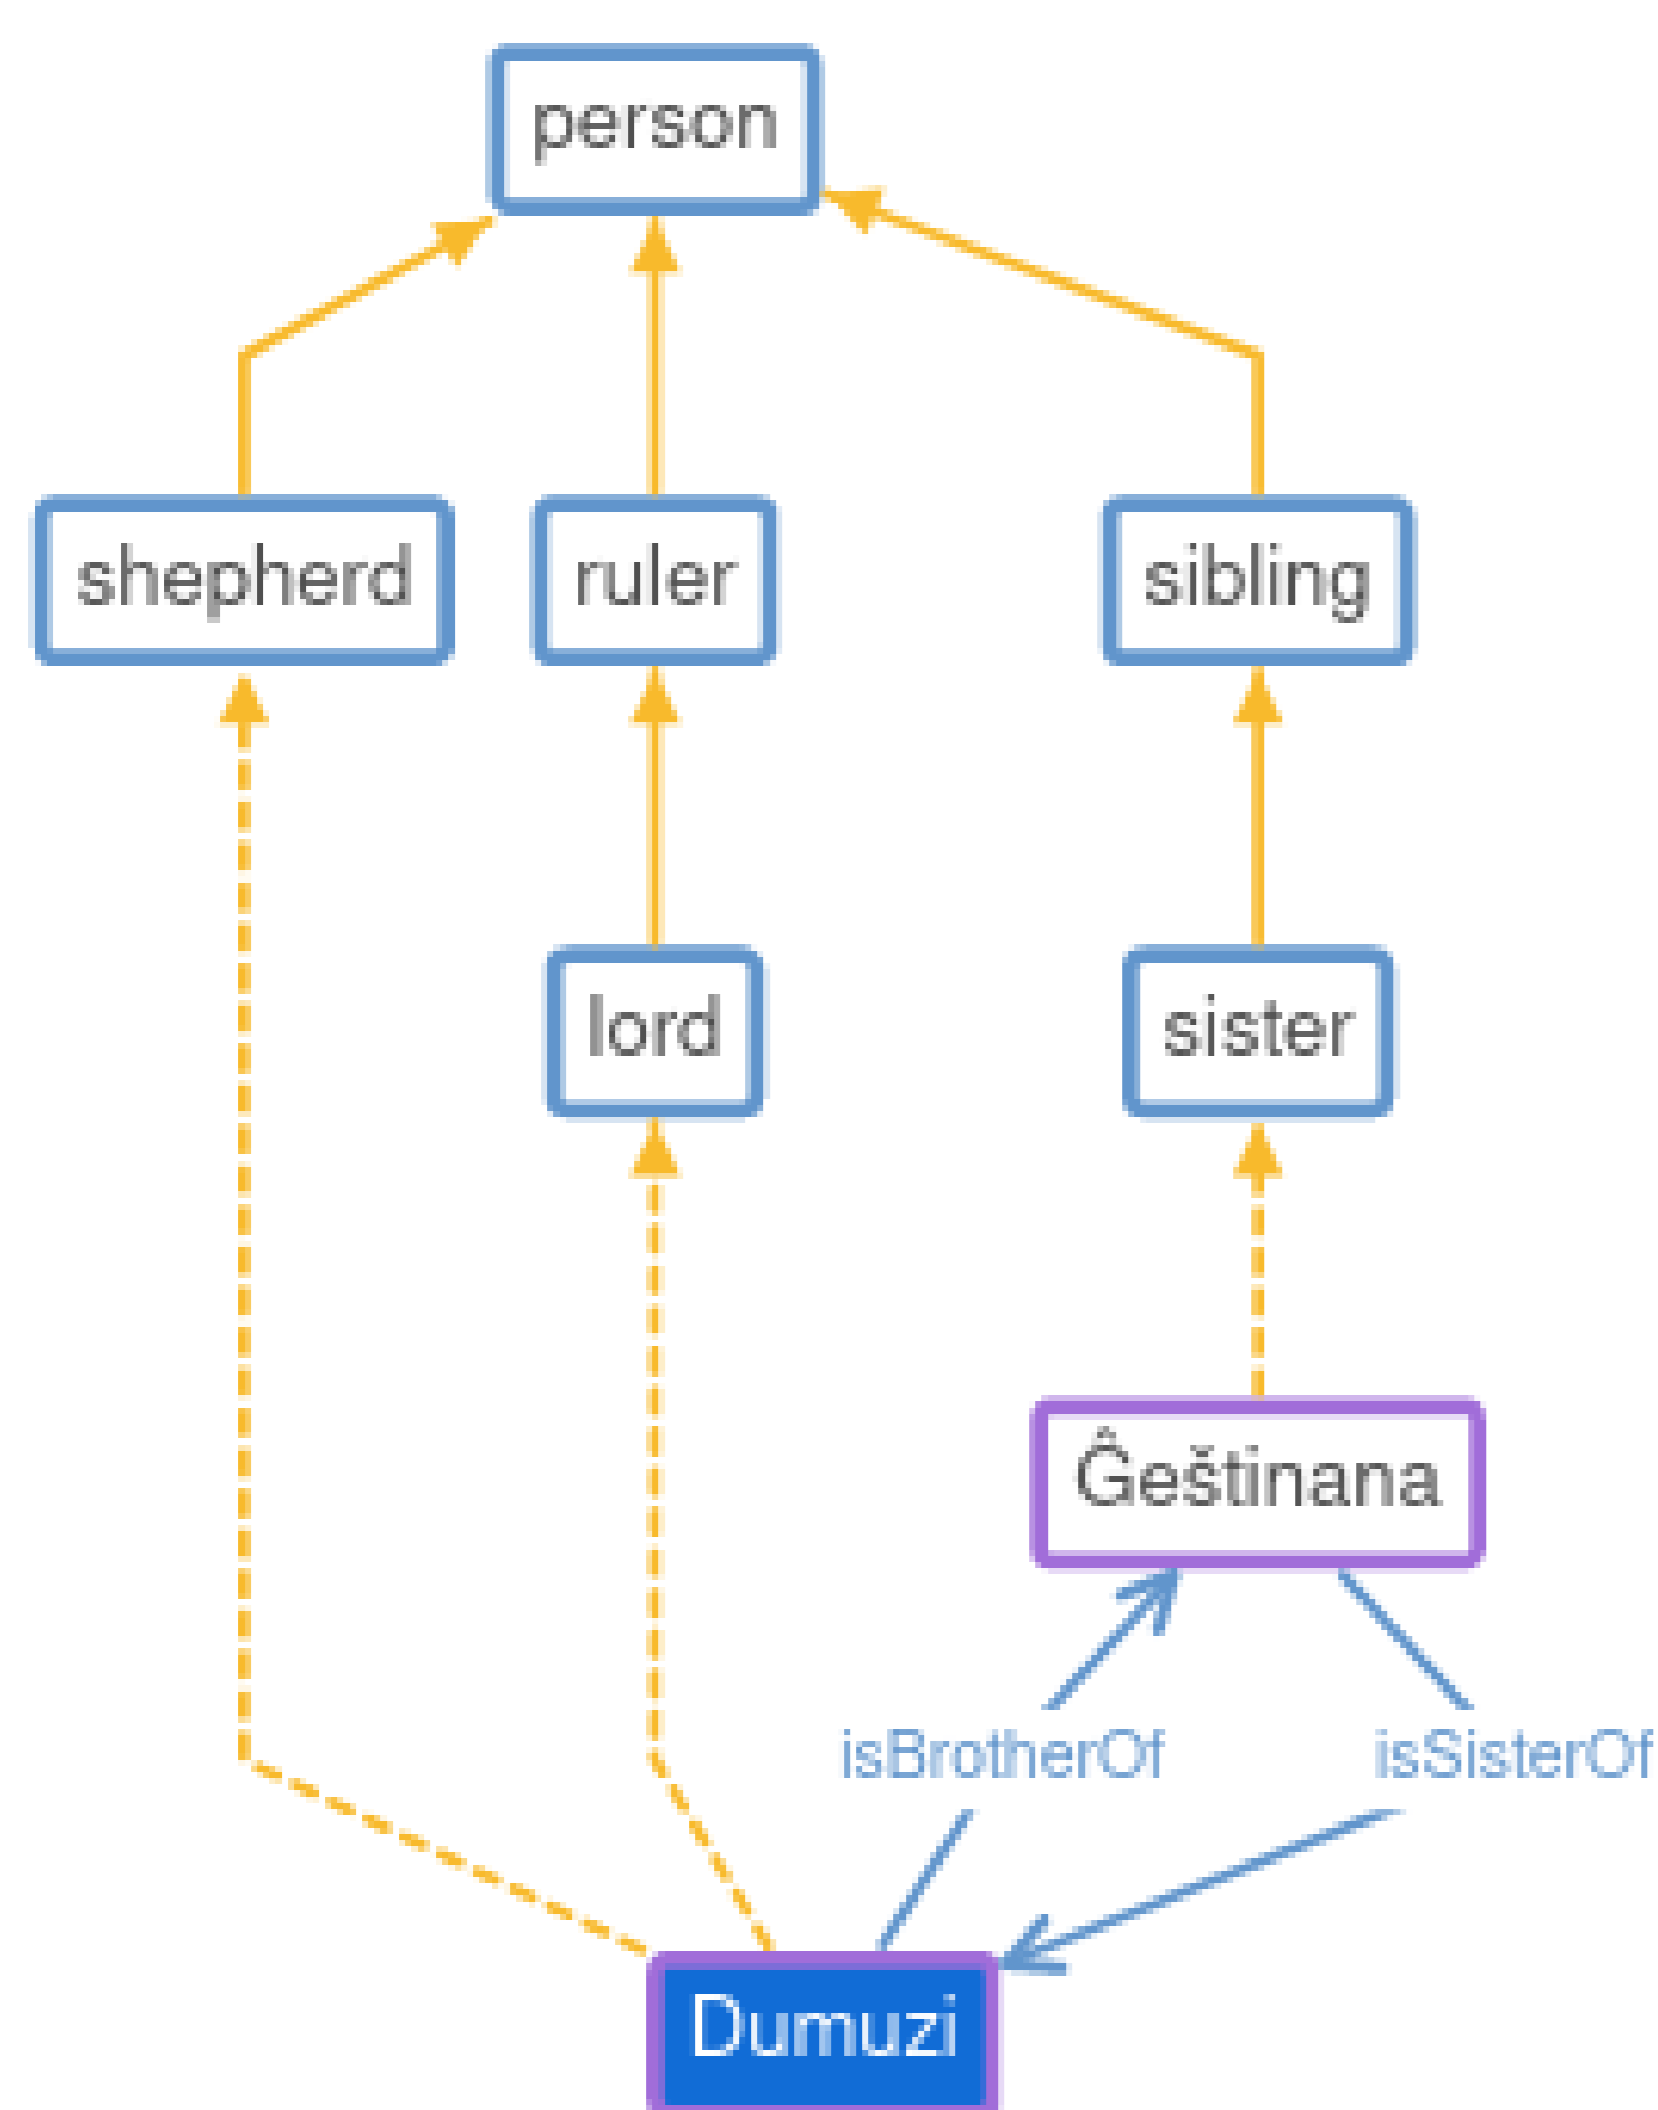 person
shepherd
ruler
sibling
lord
sister
Ĝeštinana
isBrotherOf
isSisterOf
Dumuzi